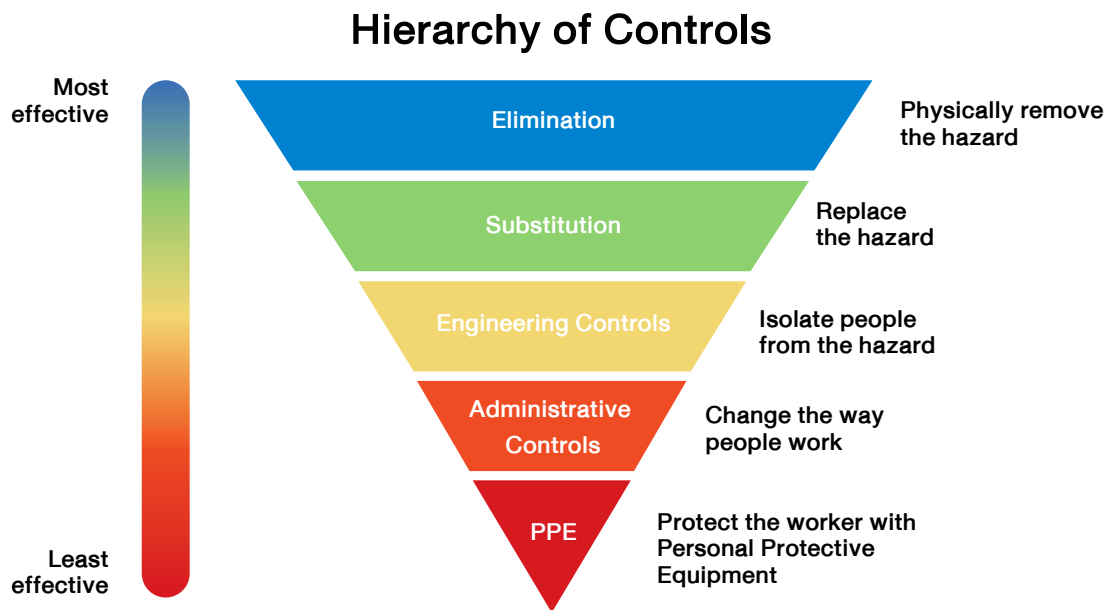 Hierarchy of Controls
Most
effective
Elimination
Physically remove
the hazard
Substitution
Replace
the hazard
Engineering Controls
Isolate people
from the hazard
Administrative
Controls
Change the way
people work
PPE
Protect the worker with
Personal Protective
Equipment
Least
effective